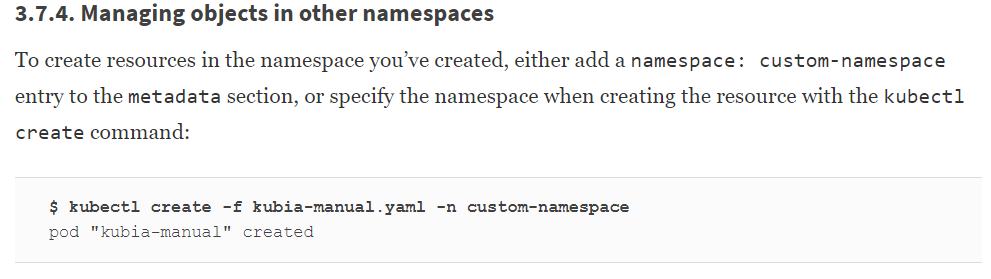 3.7.4. Managing objects in other namespaces
To create resources in the namespace you’ve created, either add a namespace: custom-namespace
entry to the metadata section, or specify the namespace when creating the resource with the kubectl
create command:
$ kubectl create -f kubia-manual.yaml -n custom-namespace
pod "kubia-manual" created